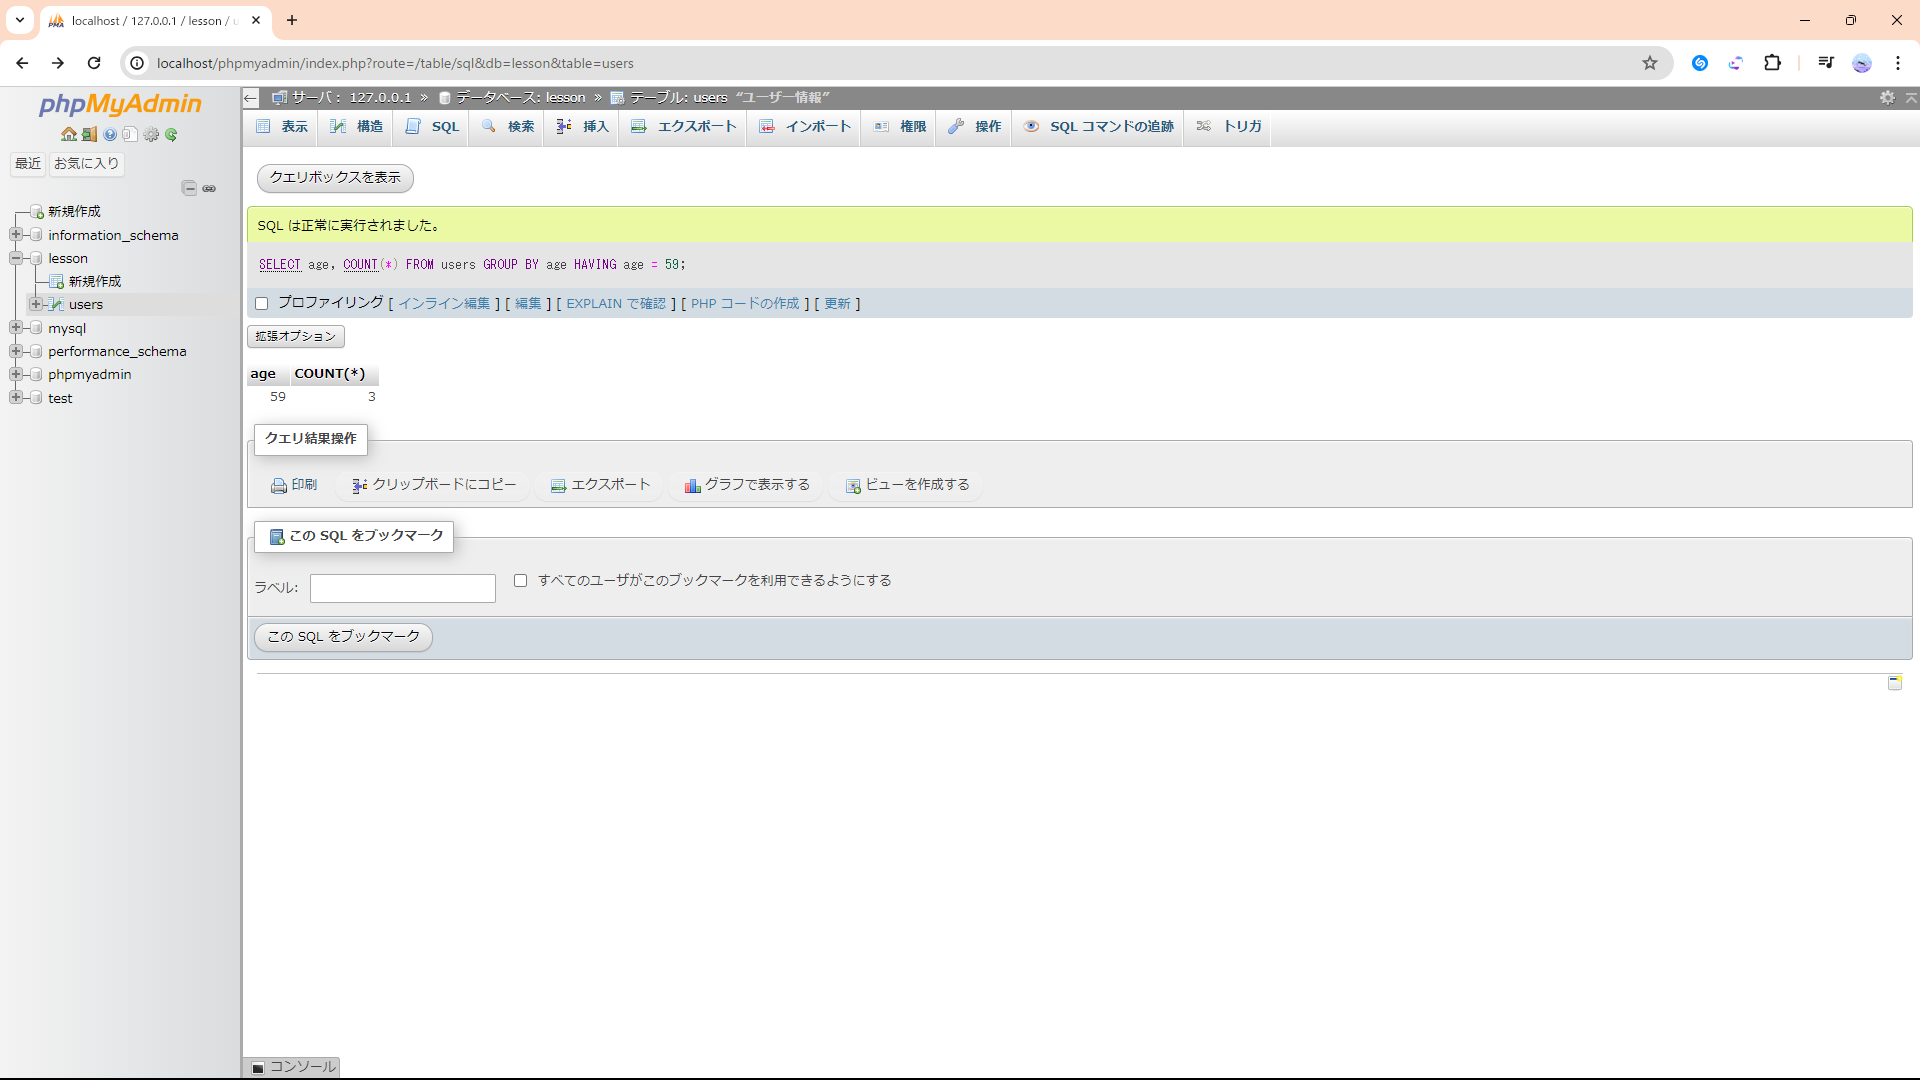 localhost / 127.0.0.1 / lesson / u
localhost/phpmyadmin/index.php?route=/table/sql&db=lesson&table=users
phpMyAdmin
最近
お気に入り
新規作成
information_schema
lesson
新規作成
users
mysql
performance_schema
phpmyadmin
test
サーバ: 127.0.0.1 » データベース: lesson » テーブル: users "ユーザー情報"
表示 構造 SQL 検索 挿入 エクスポート インポート 権限 操作 SQL コマンドの追跡 トリガ
クエリボックスを表示
SQL は正常に実行されました。
SELECT age, COUNT(*) FROM users GROUP BY age HAVING age = 59;
プロファイリング [ インライン編集 ] [ 編集 ] [ EXPLAIN で確認 ] [ PHP コードの作成 ] [ 更新 ]
拡張オプション
age COUNT(*)
59 3
クエリ結果操作
印刷 クリップボードにコピー エクスポート グラフで表示する ビューを作成する
この SQL をブックマーク
ラベル: すべてのユーザがこのブックマークを利用できるようにする
この SQL をブックマーク
コンソール